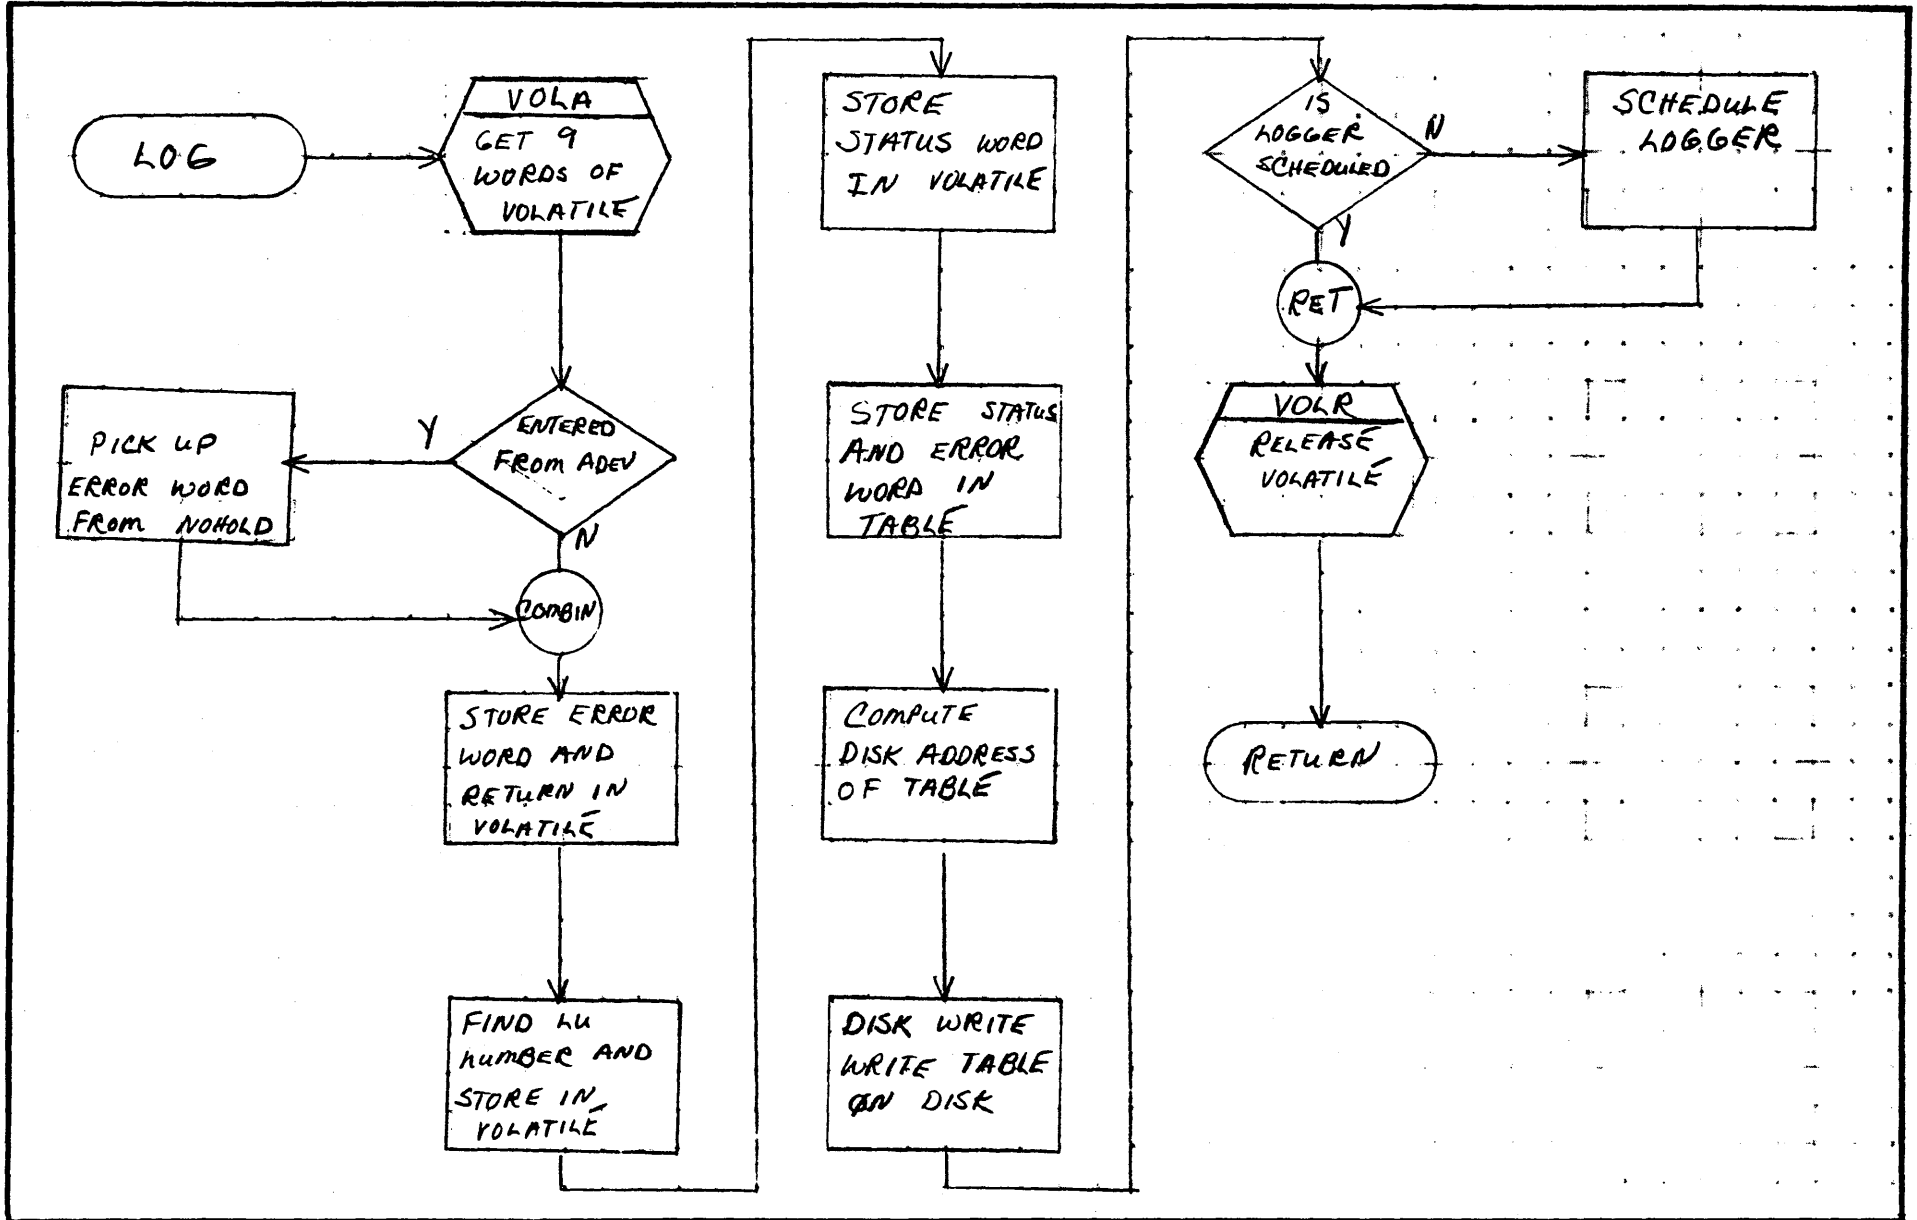 LOG
VOLA
GET 9
WORDS OF
VOLATILE
ENTERED
FROM ADEV
Y
N
PICK UP
ERROR WORD
FROM NOHOLD
COMBIN
STORE ERROR
WORD AND
RETURN IN
VOLATILE
FIND LU
NUMBER AND
STORE IN
VOLATILE
STORE
STATUS WORD
IN VOLATILE
STORE STATUS
AND ERROR
WORD IN
TABLE
COMPUTE
DISK ADDRESS
OF TABLE
DISK WRITE
WRITE TABLE
ON DISK
IS
LOGGER
SCHEDULED
N
Y
SCHEDULE
LOGGER
RET
VOLR
RELEASE
VOLATILE
RETURN